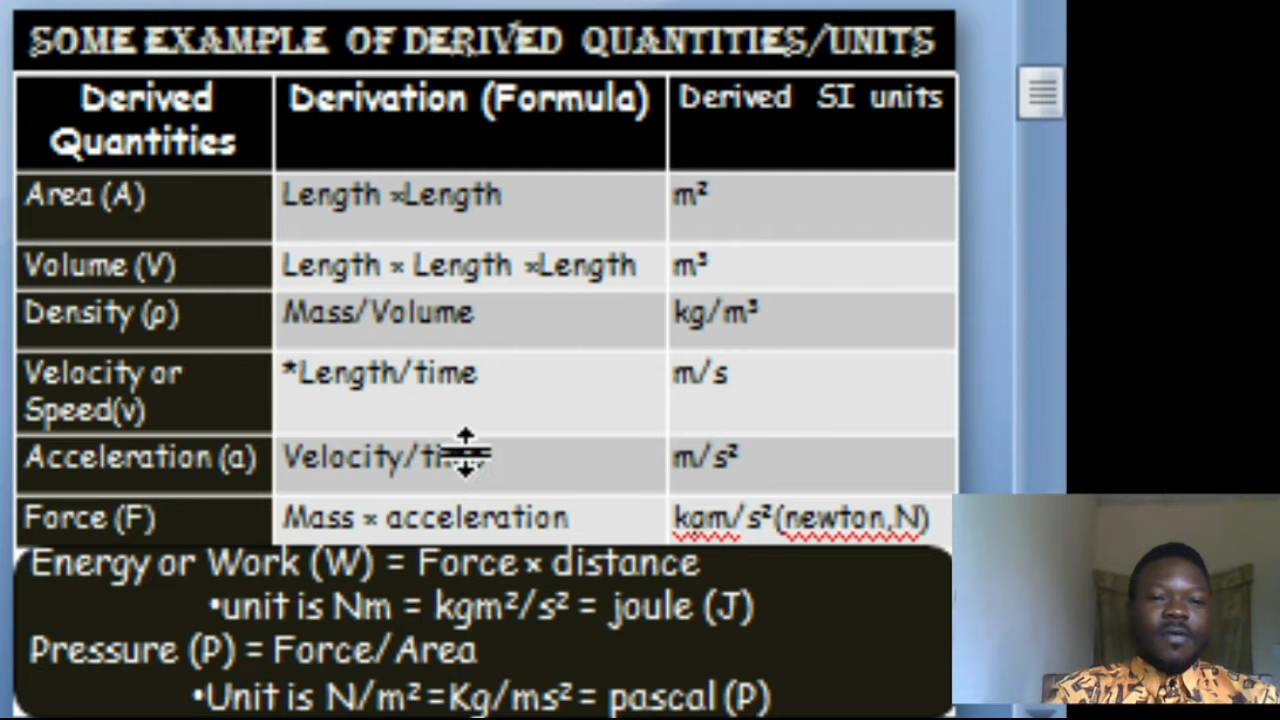 SOME EXAMPLE OF DERIVED QUANTITIES/UNITS
Derived Quantities Derivation (Formula) Derived SI units
Area (A) Length ×Length m²
Volume (V) Length × Length ×Length m³
Density (ρ) Mass/Volume kg/m³
Velocity or Speed(v) *Length/time m/s
Acceleration (a) Velocity/ m/s²
Force (F) Mass × acceleration kgm/s²(newton,N)
Energy or Work (W) = Force × distance
•unit is Nm = kgm²/s² = joule (J)
Pressure (P) = Force/Area
•Unit is N/m² =Kg/ms² = pascal (P)